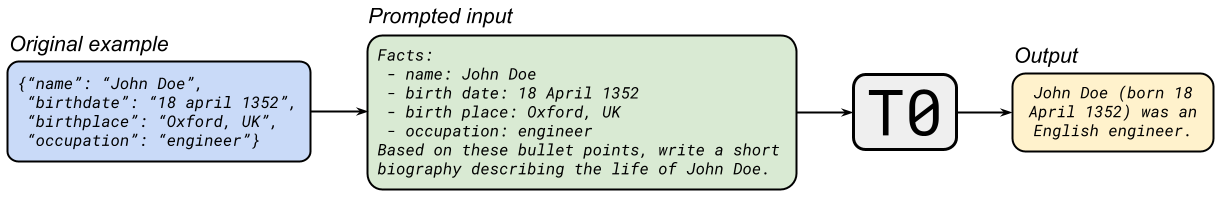 Original example
{“name”: “John Doe”,
“birthdate”: “18 april 1352”,
“birthplace”: “Oxford, UK”,
“occupation”: “engineer”}
Prompted input
Facts:
- name: John Doe
- birth date: 18 April 1352
- birth place: Oxford, UK
- occupation: engineer
Based on these bullet points, write a short
biography describing the life of John Doe.
T0
Output
John Doe (born 18
April 1352) was an
English engineer.